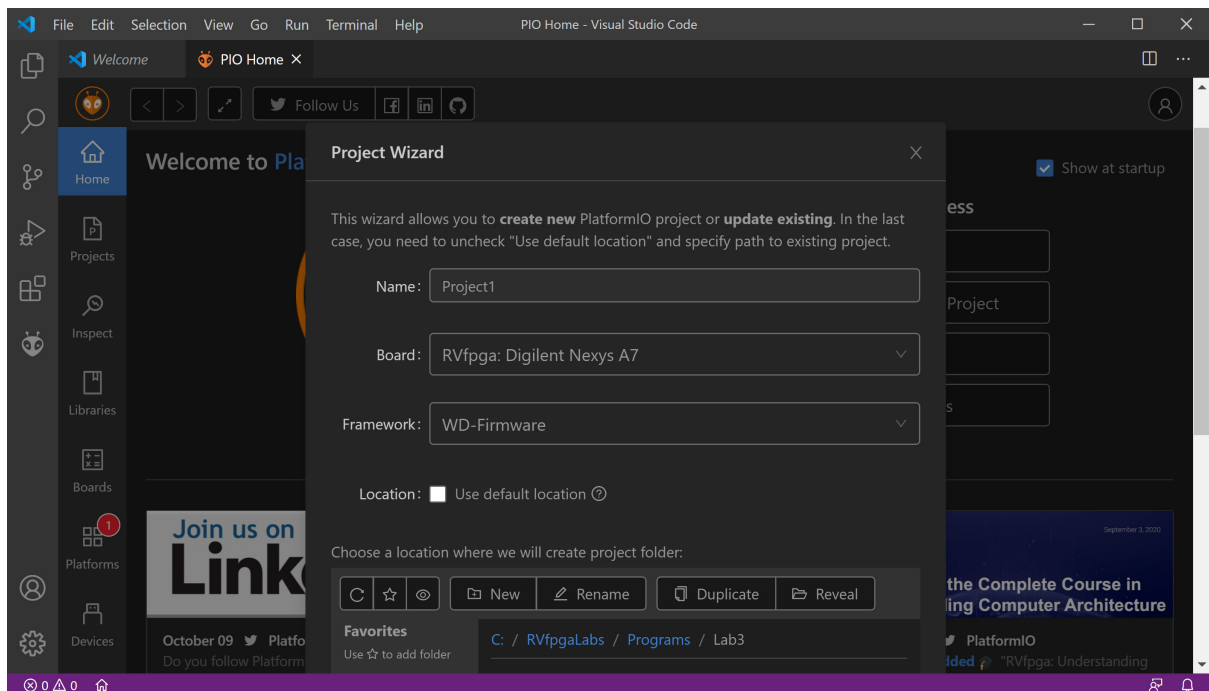 File Edit Selection View Go Run Terminal Help PIO Home - Visual Studio Code
Welcome PIO Home
Follow Us
Home
Projects
Inspect
Libraries
Boards
1
Platforms
Devices
Welcome to Pla
Show at startup
ess
Project
s
Project Wizard
This wizard allows you to create new PlatformIO project or update existing. In the last
case, you need to uncheck "Use default location" and specify path to existing project.
Name: Project1
Board: RVfpga: Digilent Nexys A7
Framework: WD-Firmware
Location: Use default location
Choose a location where we will create project folder:
New Rename Duplicate Reveal
Favorites
Use ☆ to add folder
C: / RVfpgaLabs / Programs / Lab3
Join us on
Link
October 09 Platfo
Do you follow Platform
September 3, 2020
the Complete Course in
ing Computer Architecture
PlatformIO
dded "RVfpga: Understanding
0 0